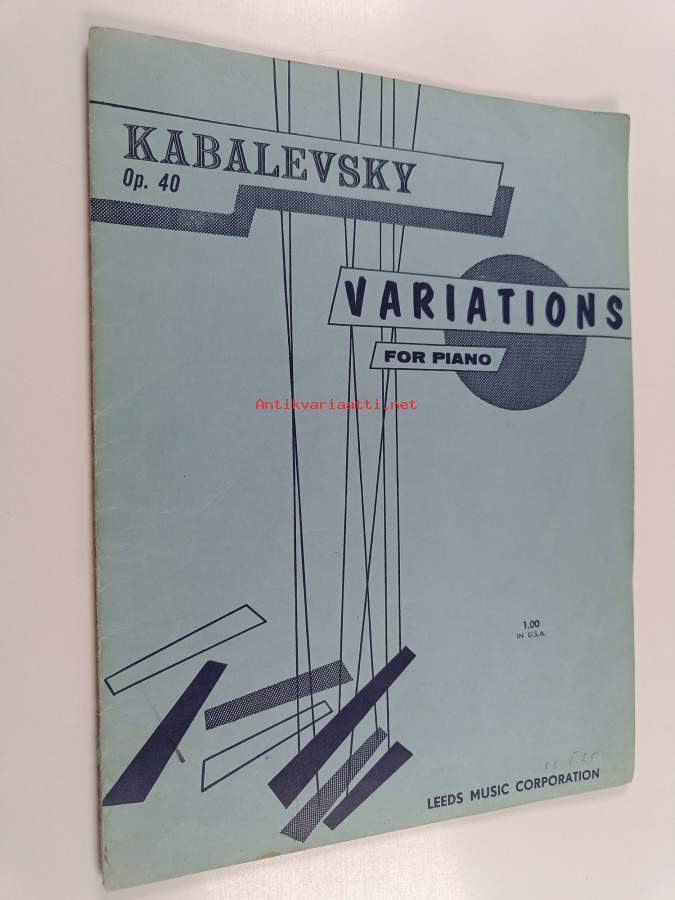 KABALEVSKY
Op. 40
VARIATIONS
FOR PIANO
Antikvariaatti.net
1.00
IN U.S.A.
LEEDS MUSIC CORPORATION